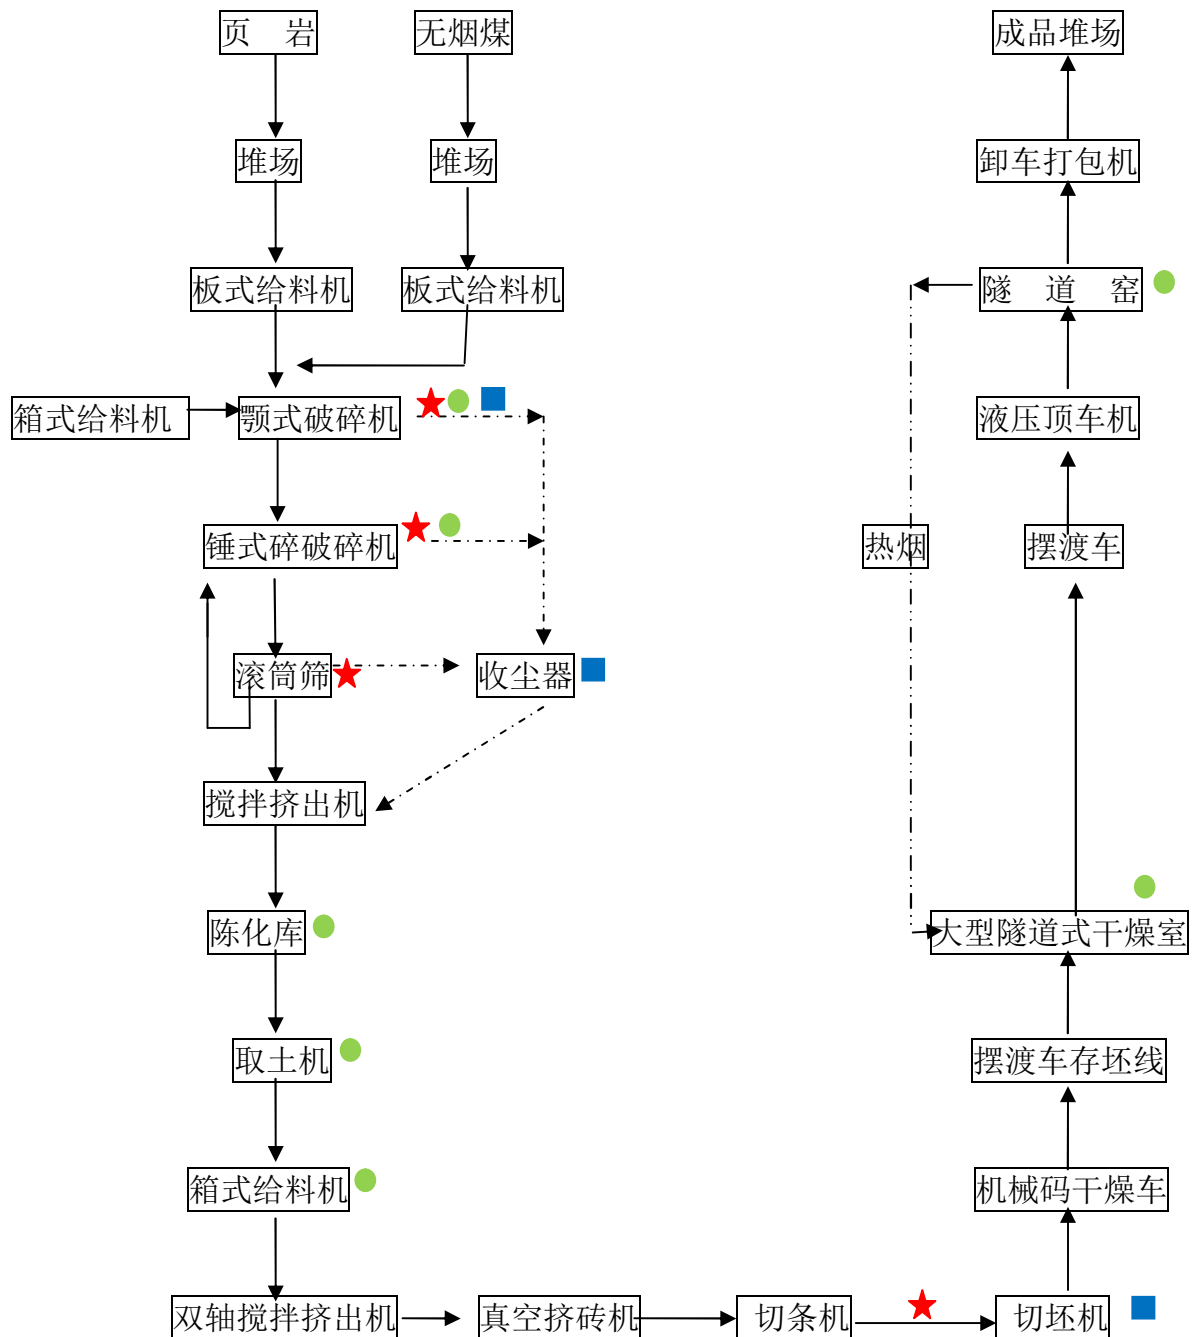 页 岩
无烟煤
成品堆场
堆场
堆场
卸车打包机
板式给料机
板式给料机
隧 道 窑
箱式给料机
颚式破碎机
液压顶车机
锤式碎破碎机
热烟
摆渡车
滚筒筛
收尘器
搅拌挤出机
陈化库
大型隧道式干燥室
取土机
摆渡车存坯线
箱式给料机
机械码干燥车
双轴搅拌挤出机
真空挤砖机
切条机
切坯机